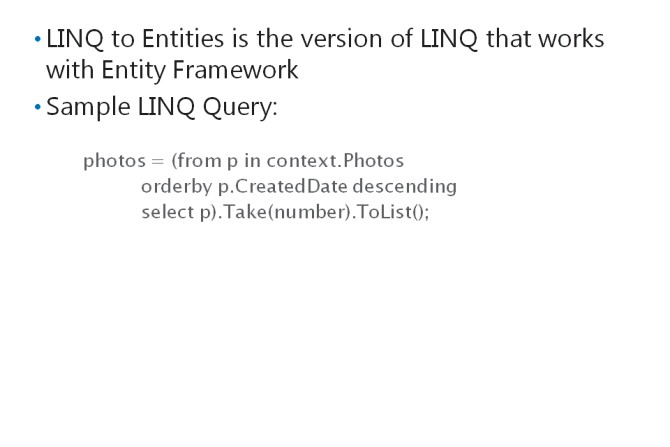 • LINQ to Entities is the version of LINQ that works
with Entity Framework
• Sample LINQ Query:
photos = (from p in context.Photos
orderby p.CreatedDate descending
select p).Take(number).ToList();